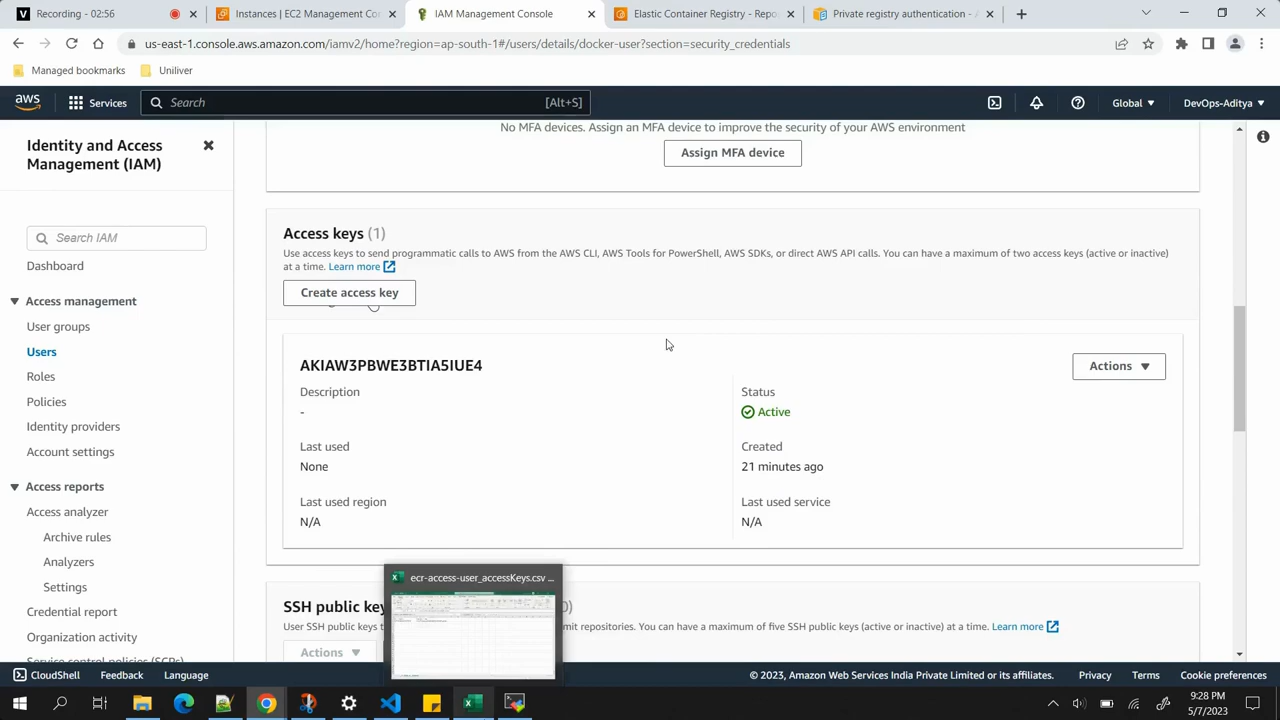 Recording - 02:56
Instances | EC2 Management Co
IAM Management Console
Elastic Container Registry - Repo
Private registry authentication - A
us-east-1.console.aws.amazon.com/iamv2/home?region=ap-south-1#/users/details/docker-user?section=security_credentials
Managed bookmarks
Uniliver
aws
Services
Search
[Alt+S]
Global
DevOps-Aditya
Identity and Access
Management (IAM)
Search IAM
Dashboard
Access management
User groups
Users
Roles
Policies
Identity providers
Account settings
Access reports
Access analyzer
Archive rules
Analyzers
Settings
Credential report
Organization activity
Service control policies (SCPs)
No MFA devices. Assign an MFA device to improve the security of your AWS environment
Assign MFA device
Access keys (1)
Use access keys to send programmatic calls to AWS from the AWS CLI, AWS Tools for PowerShell, AWS SDKs, or direct AWS API calls. You can have a maximum of two access keys (active or inactive)
at a time. Learn more
Create access key
AKIAW3PBWE3BTIA5IUE4
Actions
Description
-
Status
Active
Last used
None
Created
21 minutes ago
Last used region
N/A
Last used service
N/A
ecr-access-user_accessKeys.csv ...
SSH public key
0)
User SSH public keys t
mit repositories. You can have a maximum of five SSH public keys (active or inactive) at a time. Learn more
Actions
CloudShell
Feedback
Language
© 2023, Amazon Web Services India Private Limited or its affiliates.
Privacy
Terms
Cookie preferences
9:28 PM
5/7/2023